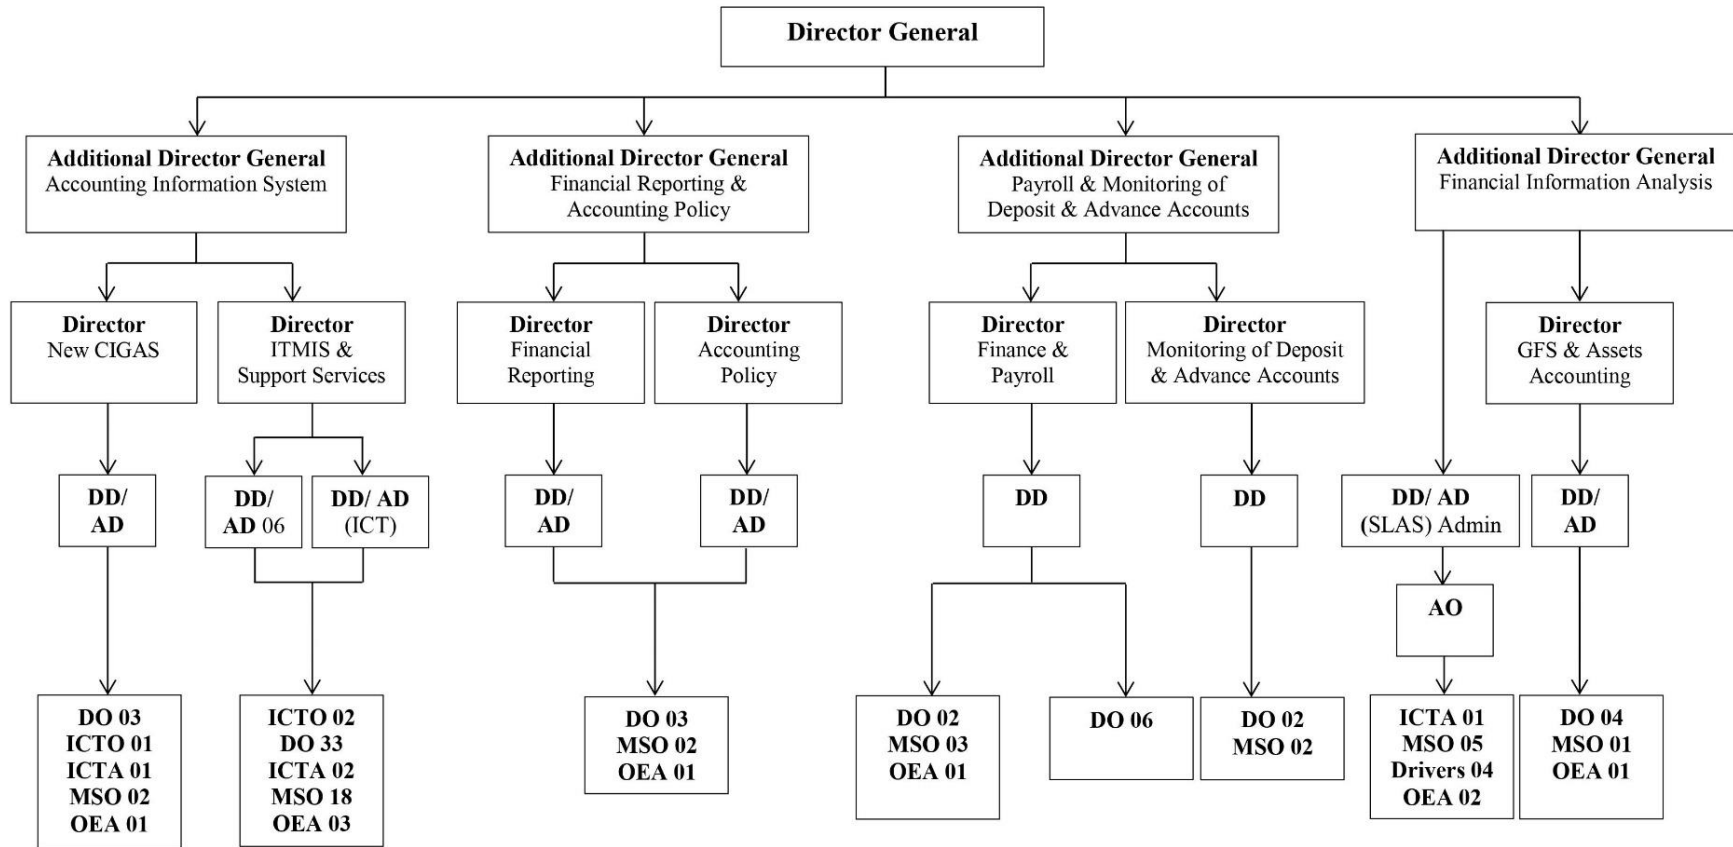 Director General
Additional Director General
Accounting Information System
Additional Director General
Financial Reporting &
Accounting Policy
Additional Director General
Payroll & Monitoring of
Deposit & Advance Accounts
Additional Director General
Financial Information Analysis
Director
New CIGAS
Director
ITMIS &
Support Services
Director
Financial
Reporting
Director
Accounting
Policy
Director
Finance &
Payroll
Director
Monitoring of Deposit
& Advance Accounts
Director
GFS & Assets
Accounting
DD/
AD
DD/
AD 06
DD/ AD
(ICT)
DD/
AD
DD/
AD
DD
DD
DD/ AD
(SLAS) Admin
DD/
AD
AO
DO 03
ICTO 01
ICTA 01
MSO 02
OEA 01
ICTO 02
DO 33
ICTA 02
MSO 18
OEA 03
DO 03
MSO 02
OEA 01
DO 02
MSO 03
OEA 01
DO 06
DO 02
MSO 02
ICTA 01
MSO 05
Drivers 04
OEA 02
DO 04
MSO 01
OEA 01